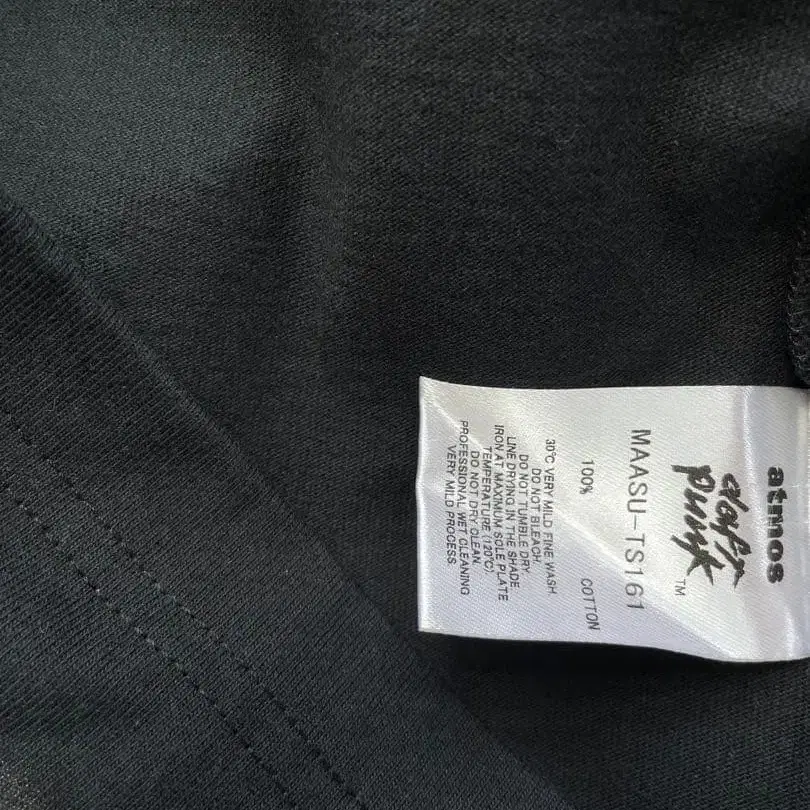 atmos
daft
punk ™
MAASU-TS161
100% COTTON
30℃ VERY MILD FINE WASH
DO NOT BLEACH.
DO NOT TUMBLE DRY
LINE DRYING IN THE SHADE
IRON AT MAXIMUM SOLE PLATE
TEMPERATURE (120℃).
DO NOT DRY CLEAN.
PROFESSIONAL WET CLEANING
VERY MILD PROCESS